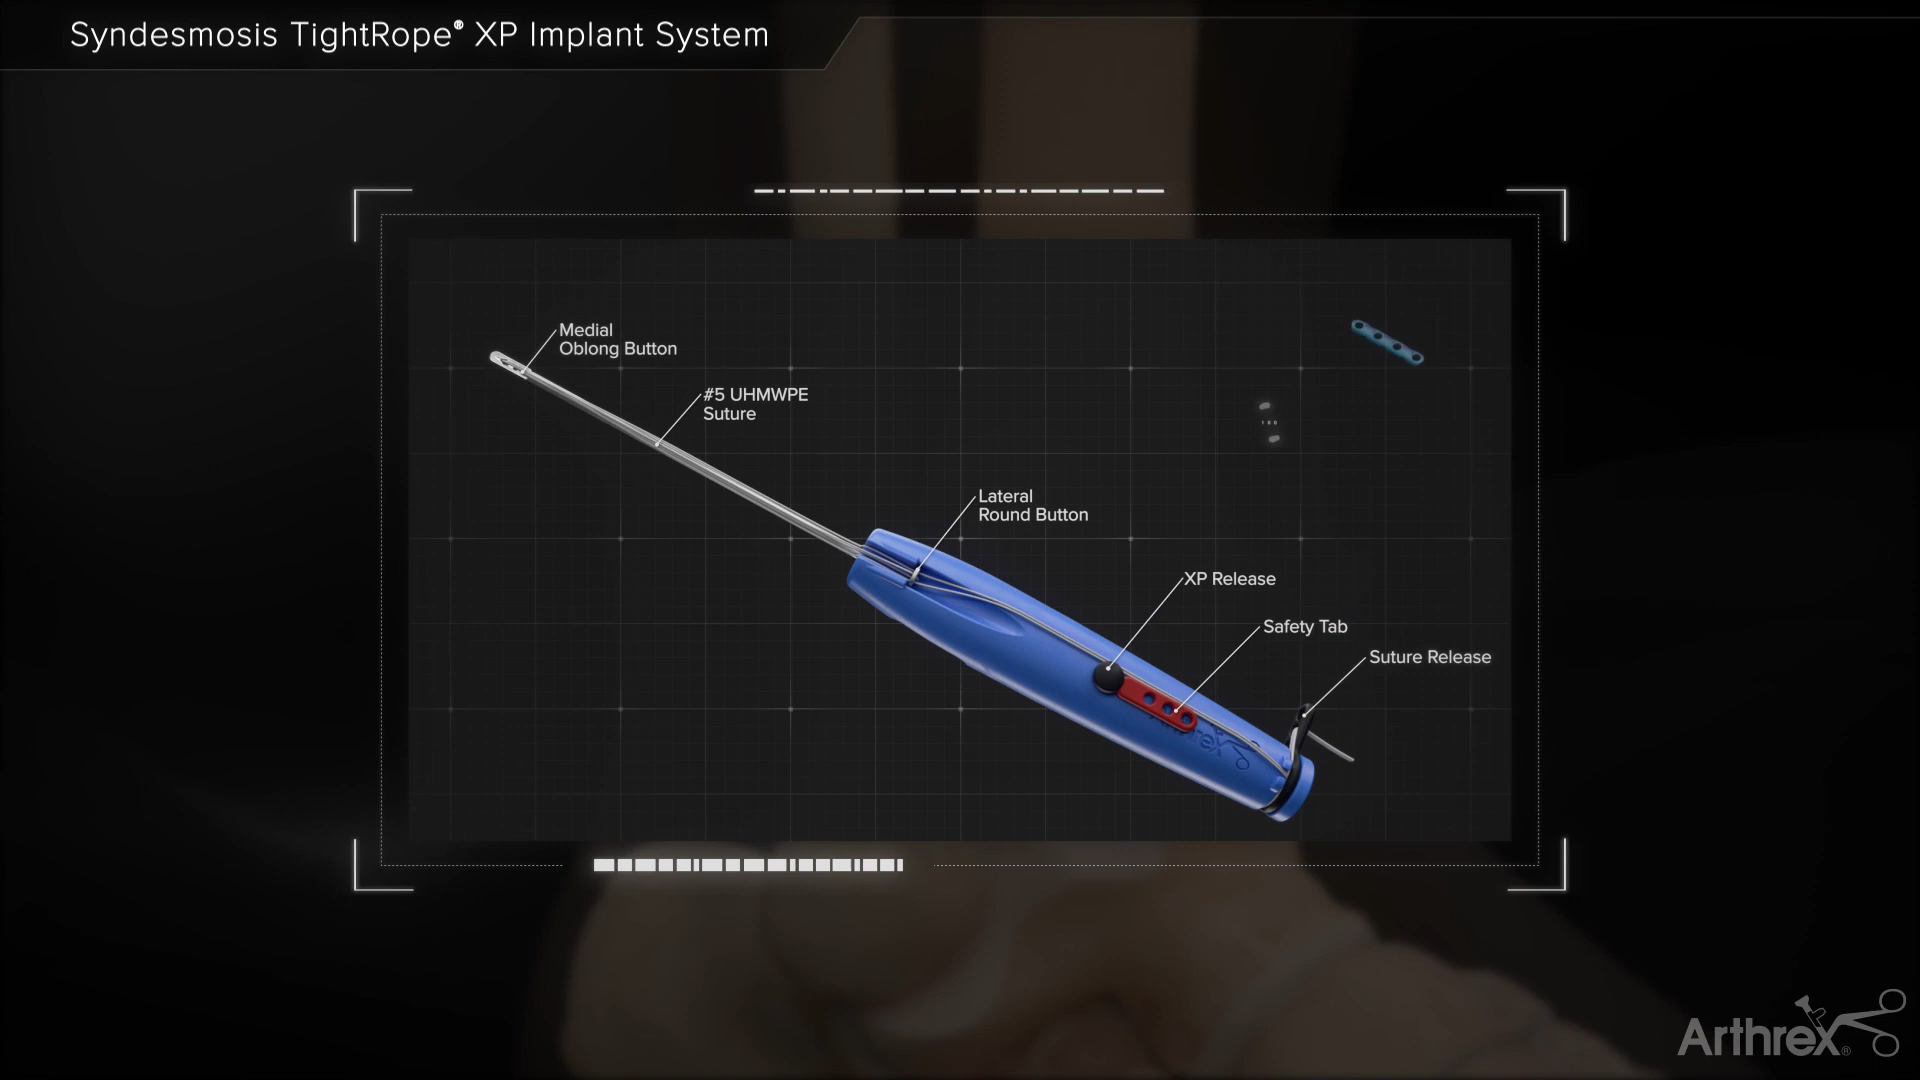 Syndesmosis TightRope® XP Implant System
Medial
Oblong Button
#5 UHMWPE
Suture
Lateral
Round Button
XP Release
Safety Tab
Suture Release
Arthrex
Arthrex®